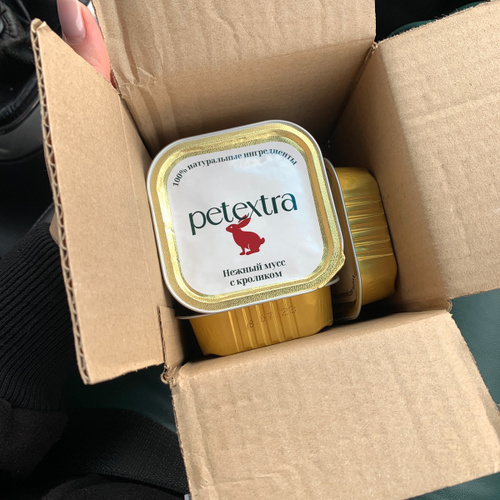 100% натуральные ингредиенты
petextra
Нежный мусс
с кроликом